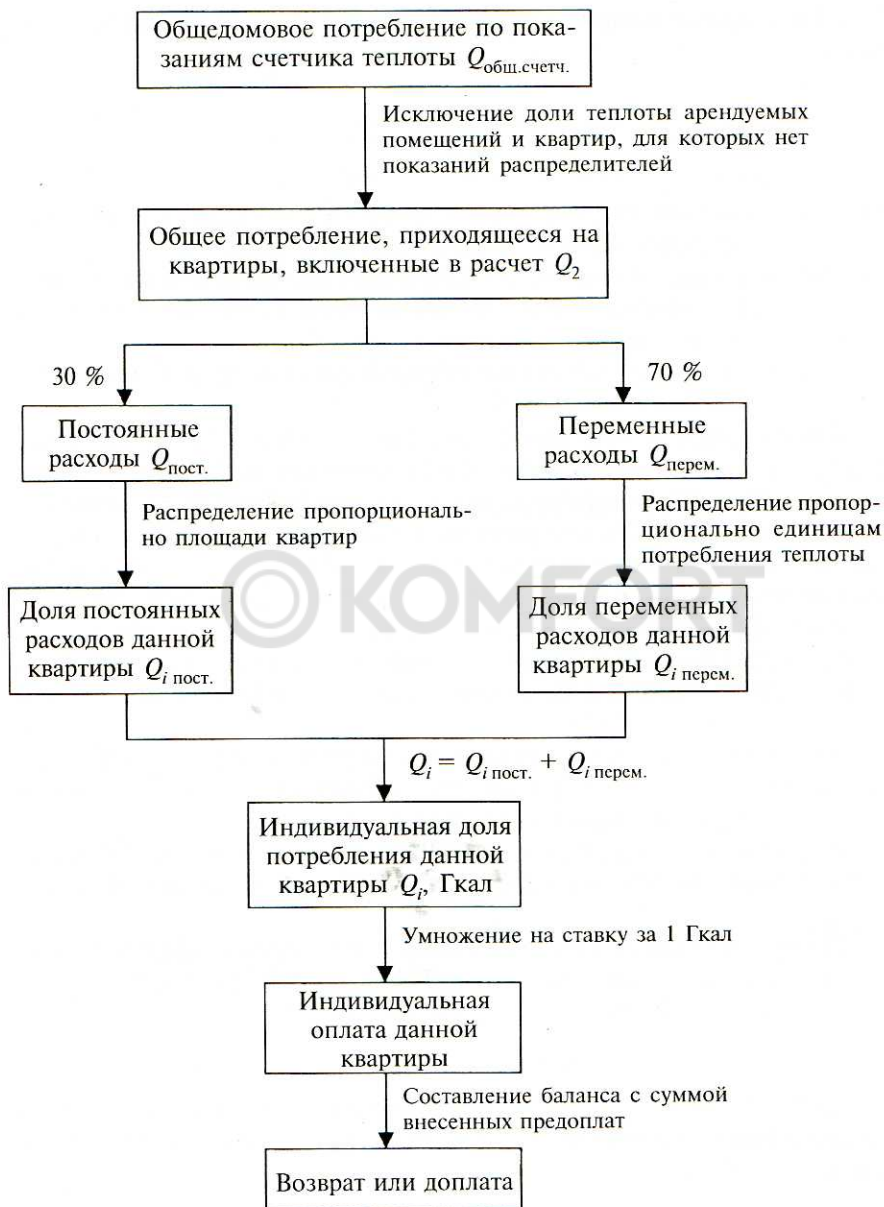 Общедомовое потребление по пока-
заниям счетчика теплоты Qобщ.счетч.
Исключение доли теплоты арендуемых
помещений и квартир, для которых нет
показаний распределителей
Общее потребление, приходящееся на
квартиры, включенные в расчет Q2
30 %
70 %
Постоянные
расходы Qпост.
Переменные
расходы Qперем.
Распределение пропорциональ-
но площади квартир
Распределение пропор-
ционально единицам
потребления теплоты
KOMFORT
Доля постоянных
расходов данной
квартиры Qi пост.
Доля переменных
расходов данной
квартиры Qi перем.
Qi = Qi пост. + Qi перем.
Индивидуальная доля
потребления данной
квартиры Qi, Гкал
Умножение на ставку за 1 Гкал
Индивидуальная
оплата данной
квартиры
Составление баланса с суммой
внесенных предоплат
Возврат или доплата